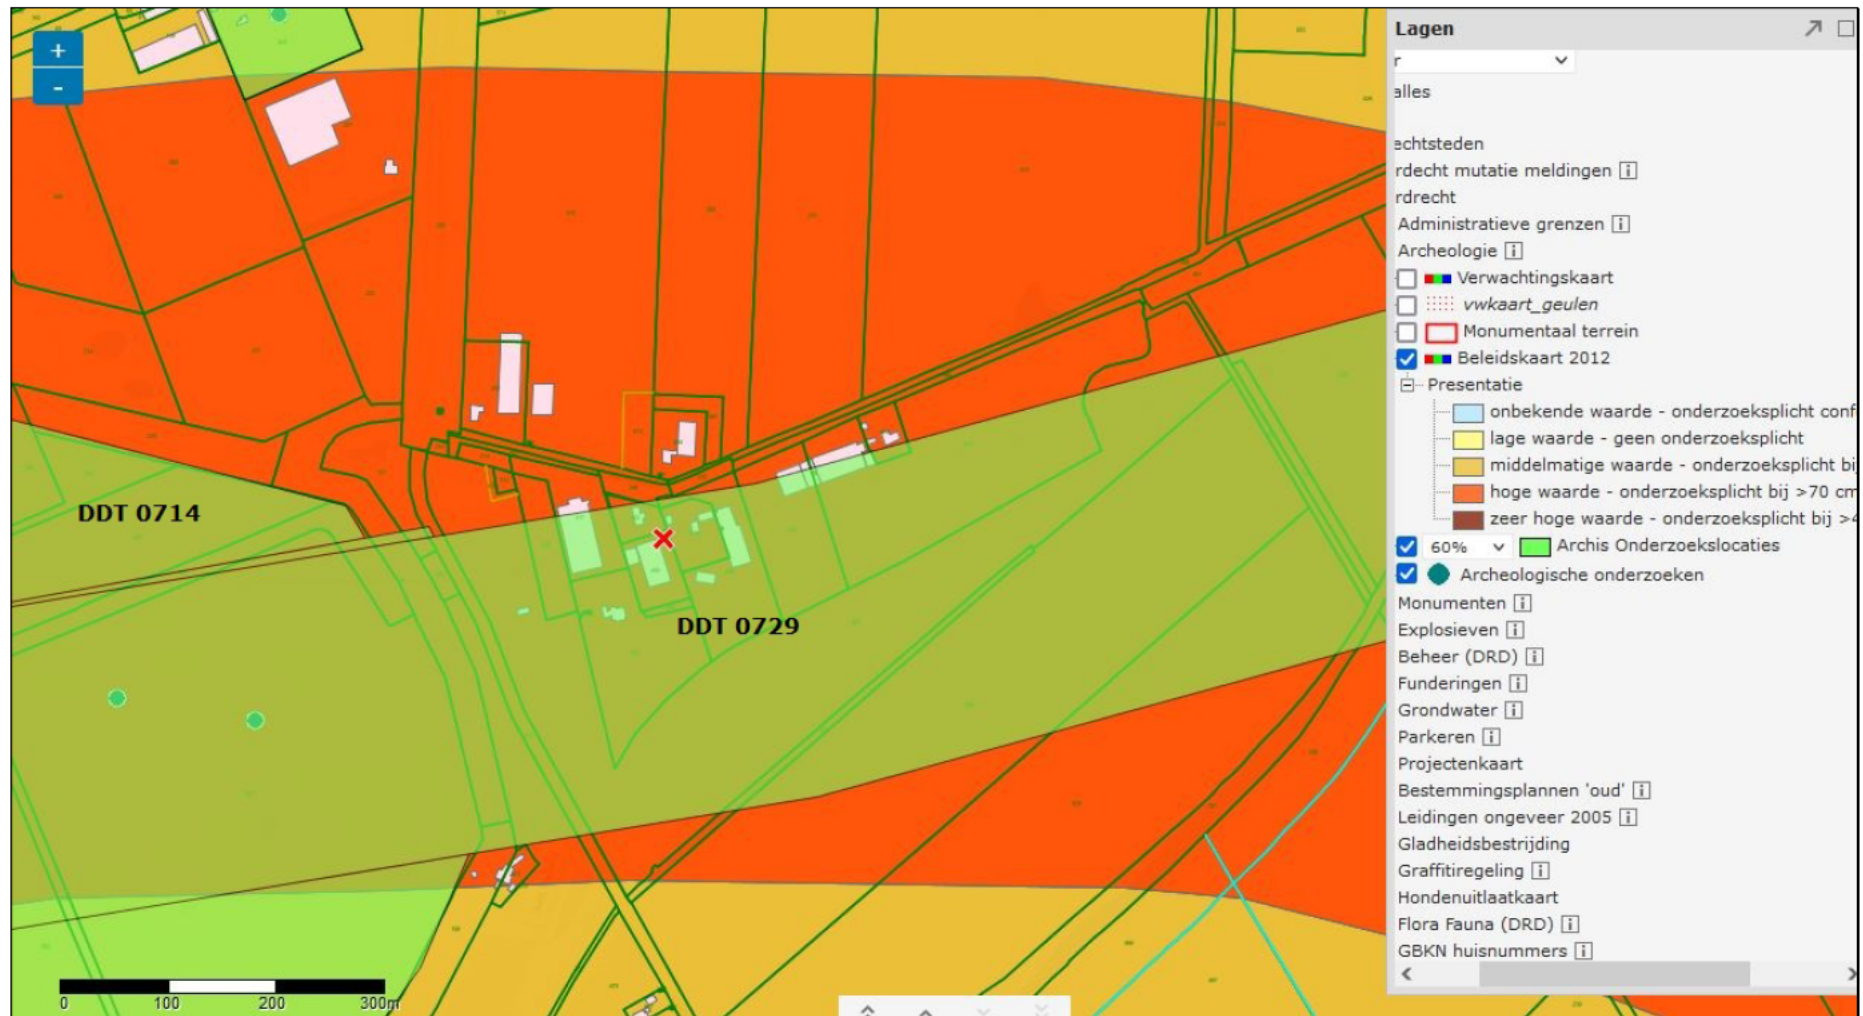 +
-
DDT 0714
DDT 0729
0 100 200 300m
Lagen
r
alles
echtsteden
rdecht mutatie meldingen i
rdrecht
Administratieve grenzen i
Archeologie i
Verwachtingskaart
vwkaart_geulen
Monumentaal terrein
Beleidskaart 2012
Presentatie
onbekende waarde - onderzoeksplicht conf
lage waarde - geen onderzoeksplicht
middelmatige waarde - onderzoeksplicht bij
hoge waarde - onderzoeksplicht bij >70 cm
zeer hoge waarde - onderzoeksplicht bij >4
60% Archis Onderzoekslocaties
Archeologische onderzoeken
Monumenten i
Explosieven i
Beheer (DRD) i
Funderingen i
Grondwater i
Parkeren i
Projectenkaart
Bestemmingsplannen 'oud' i
Leidingen ongeveer 2005 i
Gladheidsbestrijding
Graffitiregeling i
Hondenuitlaatkaart
Flora Fauna (DRD) i
GBKN huisnummers i